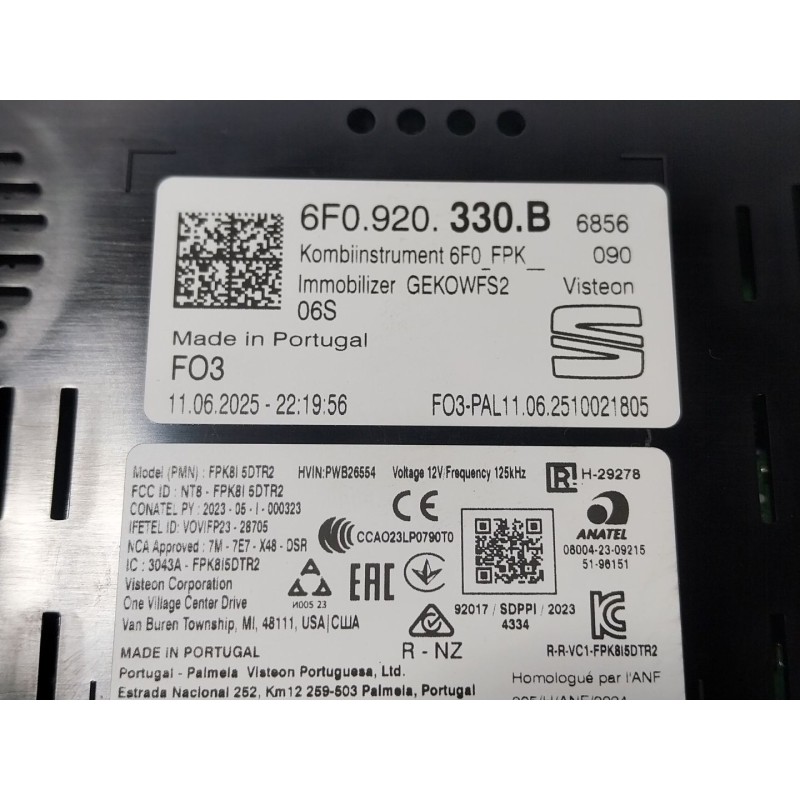 6F0.920. 330.B 6856
Kombiinstrument 6F0_FPK__ 090
Immobilizer GEKOWFS2 Visteon
06S
Made in Portugal
FO3
11.06.2025 - 22:19:56 FO3-PAL11.06.2510021805
Model (PMN) : FPK8I 5DTR2 HVIN:PWB26554 Voltage 12V/Frequency 125kHz R H-29278
FCC ID : NT8 - FPK8I 5DTR2
CONATEL PY : 2023 - 05 - I - 000323
IFETEL ID: VOVIFP23 - 28705
NCA Approved : 7M - 7E7 - X48 - DSR
IC : 3043A - FPK8I5DTR2
Visteon Corporation
One Village Center Drive
Van Buren Township, MI, 48111, USA|США
CE
CCAO23LP0790T0
И005 23
EAC
ANATEL
08004-23-09215
51-98151
92017 / SDPPI / 2023
4334
R - NZ
R-R-VC1-FPK8I5DTR2
MADE IN PORTUGAL
Portugal - Palmela Visteon Portuguesa, Ltd.
Estrada Nacional 252, Km12 259-503 Palmela, Portugal
Homologué par l'ANF